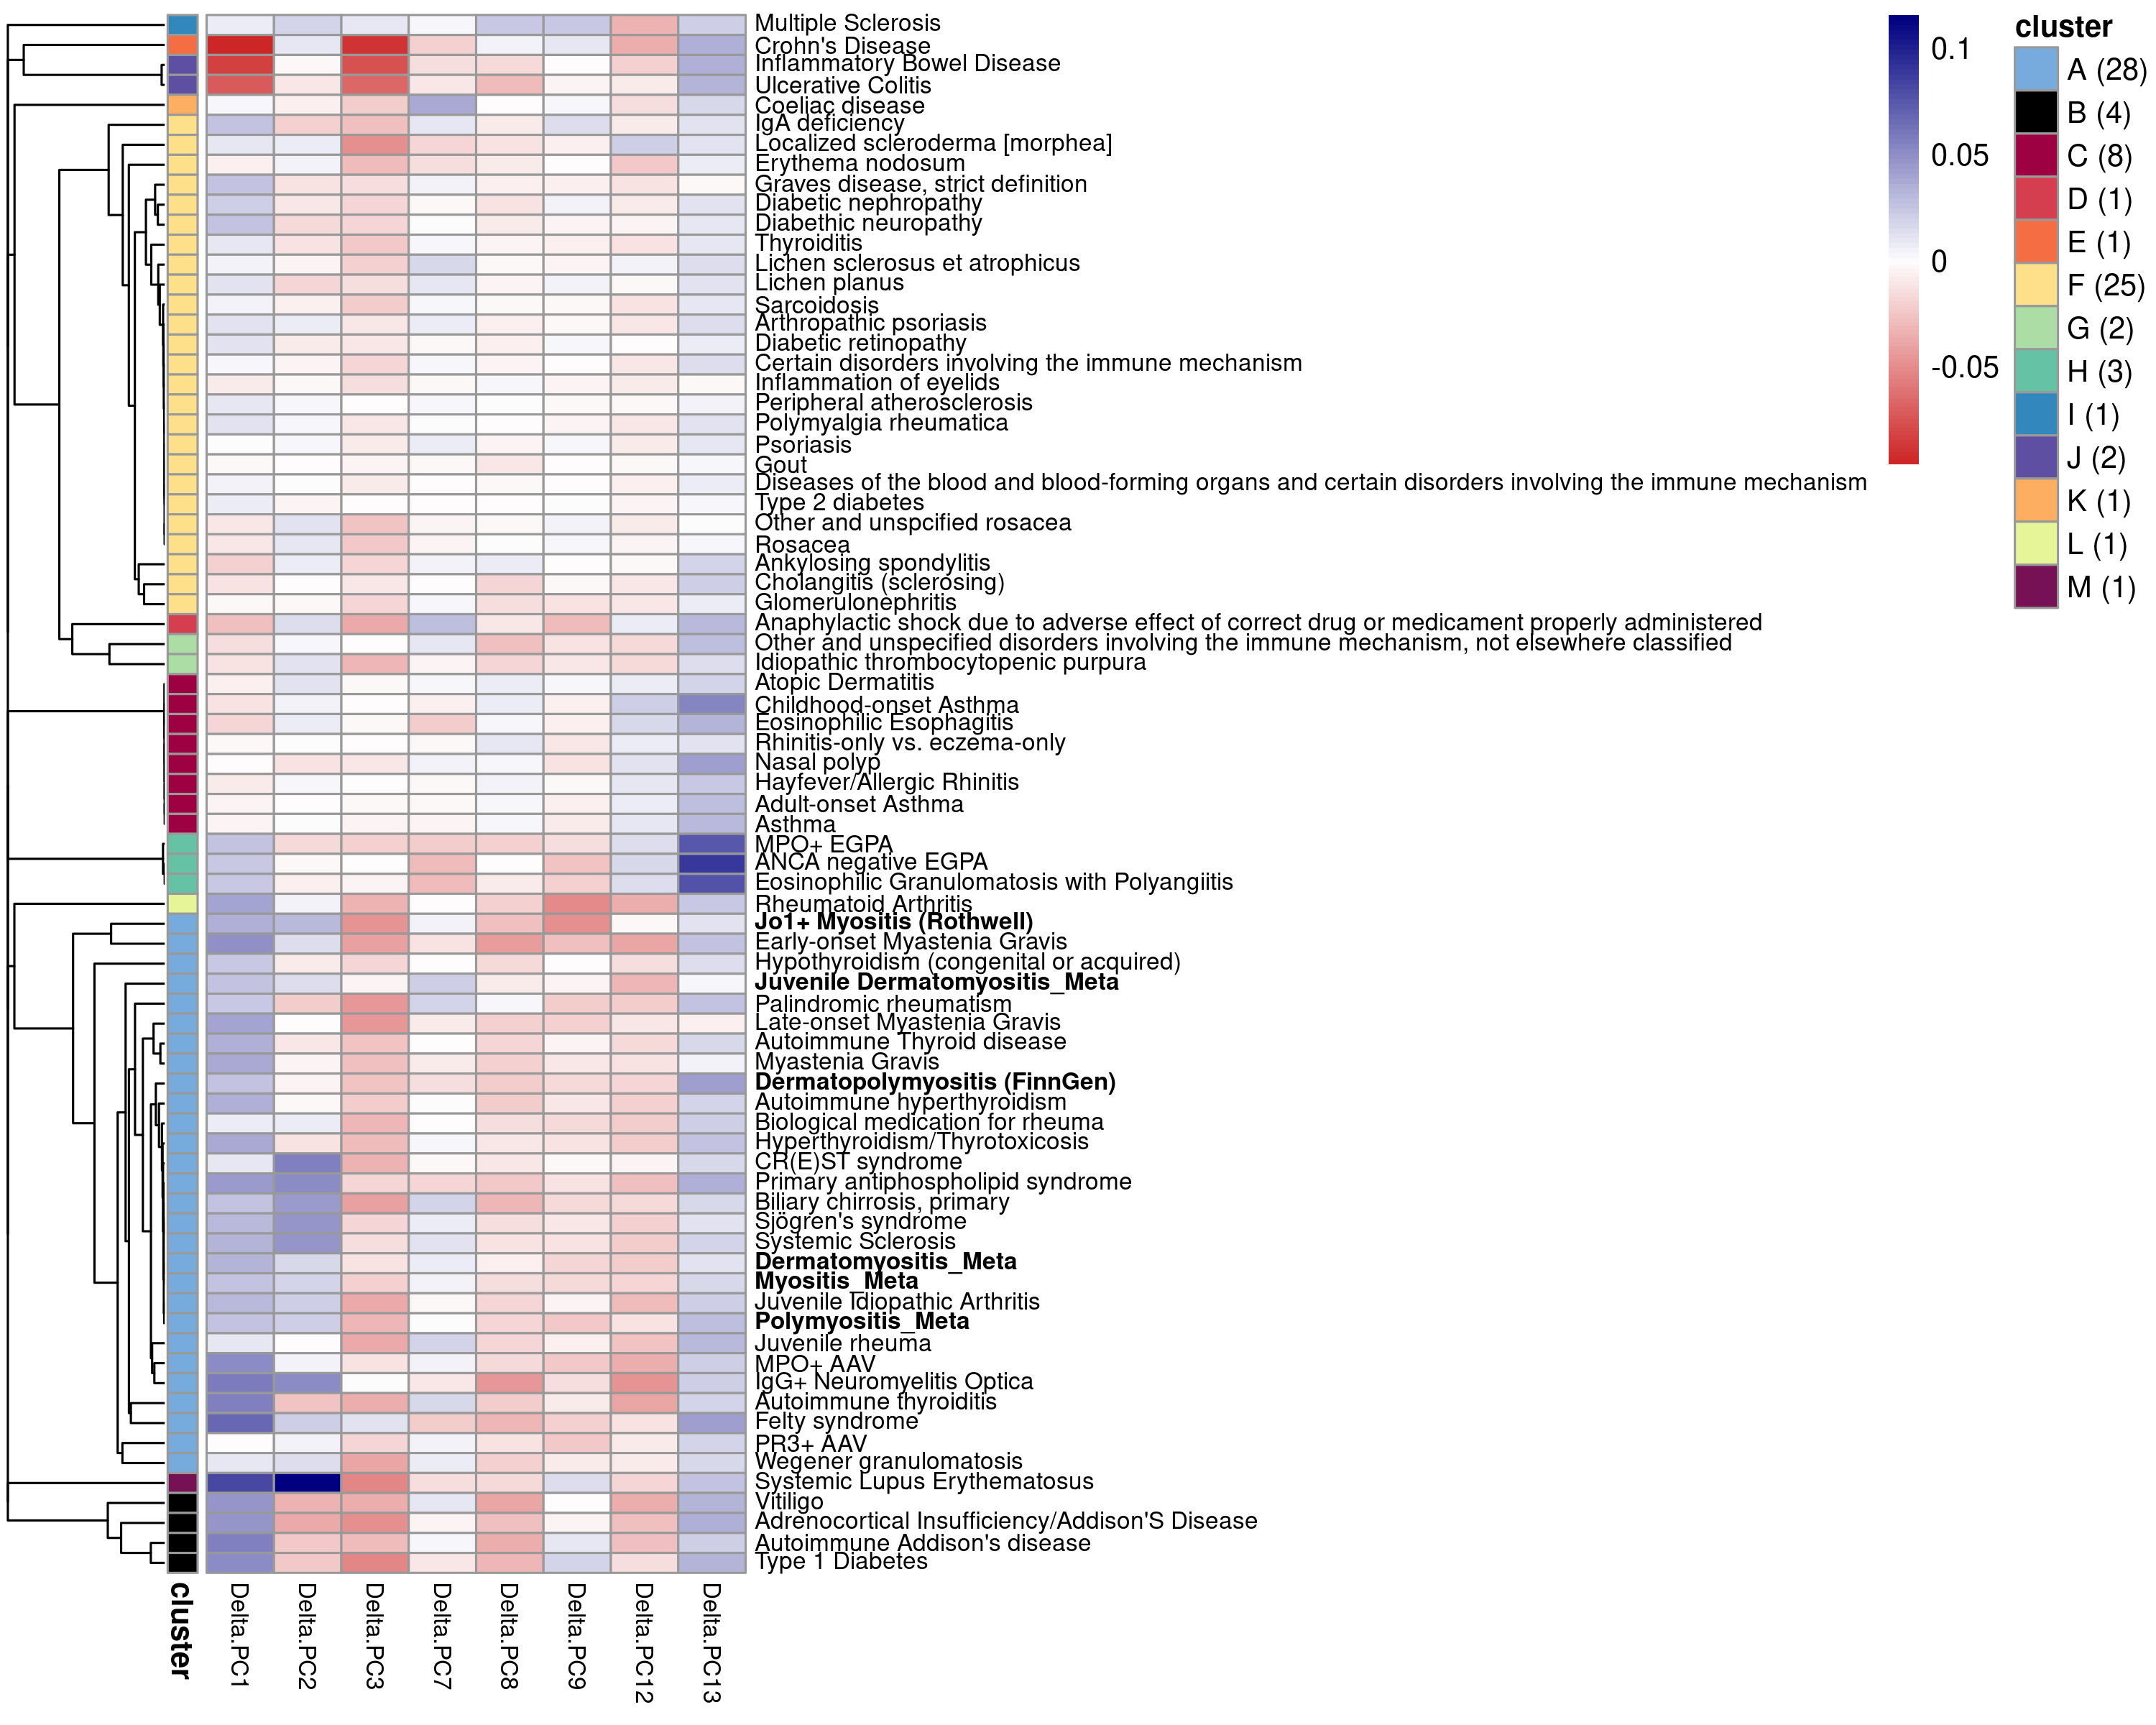 Multiple Sclerosis
Crohn's Disease
Inflammatory Bowel Disease
Ulcerative Colitis
Coeliac disease
IgA deficiency
Localized scleroderma [morphea]
Erythema nodosum
Graves disease, strict definition
Diabetic nephropathy
Diabethic neuropathy
Thyroiditis
Lichen sclerosus et atrophicus
Lichen planus
Sarcoidosis
Arthropathic psoriasis
Diabetic retinopathy
Certain disorders involving the immune mechanism
Inflammation of eyelids
Peripheral atherosclerosis
Polymyalgia rheumatica
Psoriasis
Gout
Diseases of the blood and blood-forming organs and certain disorders involving the immune mechanism
Type 2 diabetes
Other and unspcified rosacea
Rosacea
Ankylosing spondylitis
Cholangitis (sclerosing)
Glomerulonephritis
Anaphylactic shock due to adverse effect of correct drug or medicament properly administered
Other and unspecified disorders involving the immune mechanism, not elsewhere classified
Idiopathic thrombocytopenic purpura
Atopic Dermatitis
Childhood-onset Asthma
Eosinophilic Esophagitis
Rhinitis-only vs. eczema-only
Nasal polyp
Hayfever/Allergic Rhinitis
Adult-onset Asthma
Asthma
MPO+ EGPA
ANCA negative EGPA
Eosinophilic Granulomatosis with Polyangiitis
Rheumatoid Arthritis
Jo1+ Myositis (Rothwell)
Early-onset Myastenia Gravis
Hypothyroidism (congenital or acquired)
Juvenile Dermatomyositis_Meta
Palindromic rheumatism
Late-onset Myastenia Gravis
Autoimmune Thyroid disease
Myastenia Gravis
Dermatopolymyositis (FinnGen)
Autoimmune hyperthyroidism
Biological medication for rheuma
Hyperthyroidism/Thyrotoxicosis
CR(E)ST syndrome
Primary antiphospholipid syndrome
Biliary chirrosis, primary
Sjögren's syndrome
Systemic Sclerosis
Dermatomyositis_Meta
Myositis_Meta
Juvenile Idiopathic Arthritis
Polymyositis_Meta
Juvenile rheuma
MPO+ AAV
IgG+ Neuromyelitis Optica
Autoimmune thyroiditis
Felty syndrome
PR3+ AAV
Wegener granulomatosis
Systemic Lupus Erythematosus
Vitiligo
Adrenocortical Insufficiency/Addison'S Disease
Autoimmune Addison's disease
Type 1 Diabetes
cluster
Delta.PC1
Delta.PC2
Delta.PC3
Delta.PC7
Delta.PC8
Delta.PC9
Delta.PC12
Delta.PC13
0.1
0.05
0
-0.05
cluster
A (28)
B (4)
C (8)
D (1)
E (1)
F (25)
G (2)
H (3)
I (1)
J (2)
K (1)
L (1)
M (1)